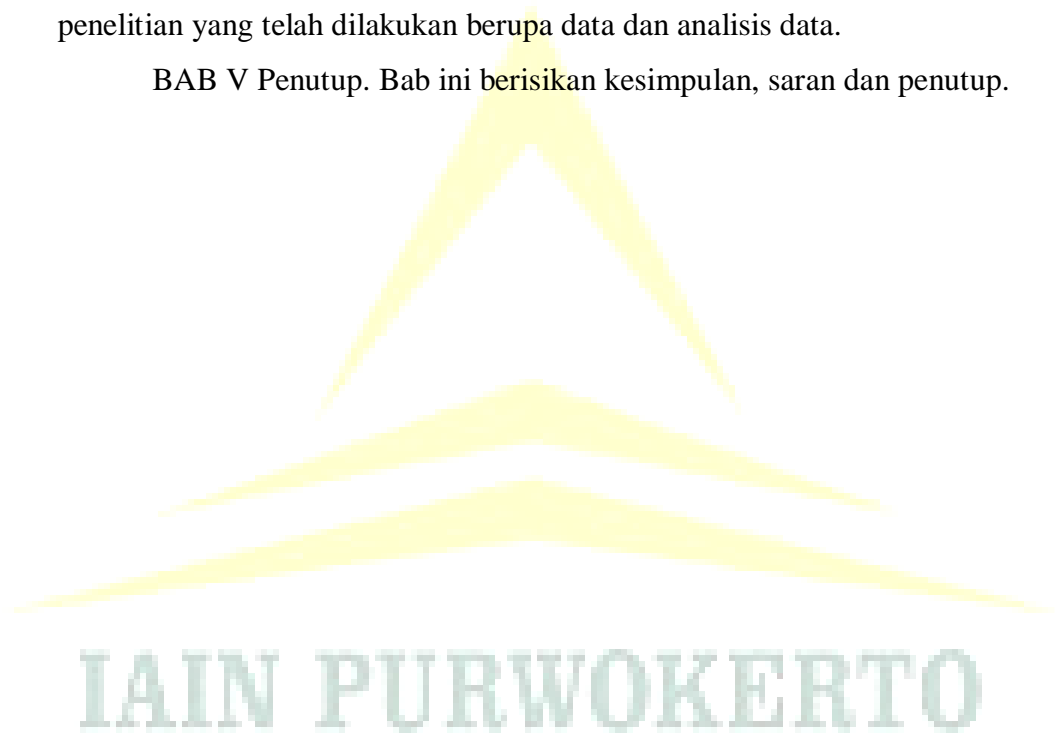 penelitian yang telah dilakukan berupa data dan analisis data.
BAB V Penutup. Bab ini berisikan kesimpulan, saran dan penutup.
IAIN PURWOKERTO